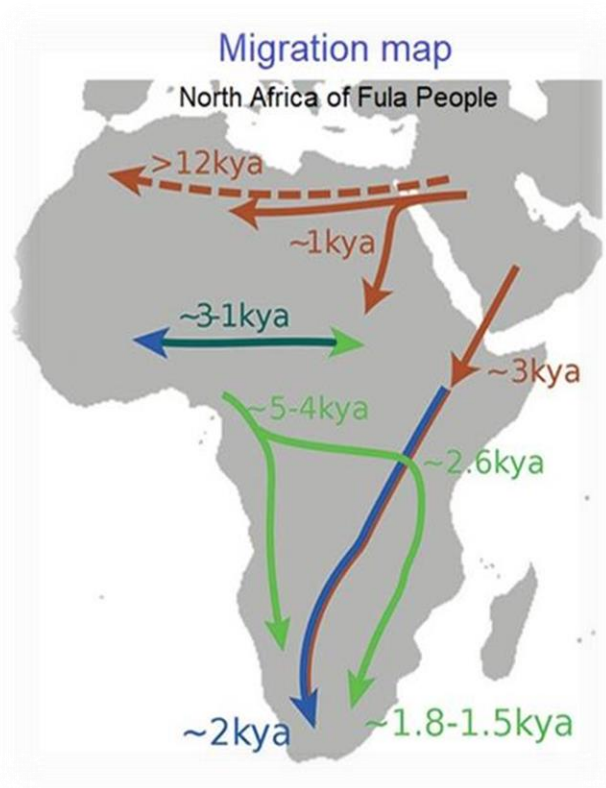 Migration map
North Africa of Fula People
>12kya
~1kya
~3-1kya
~3kya
~5-4kya
~2.6kya
~2kya
~1.8-1.5kya